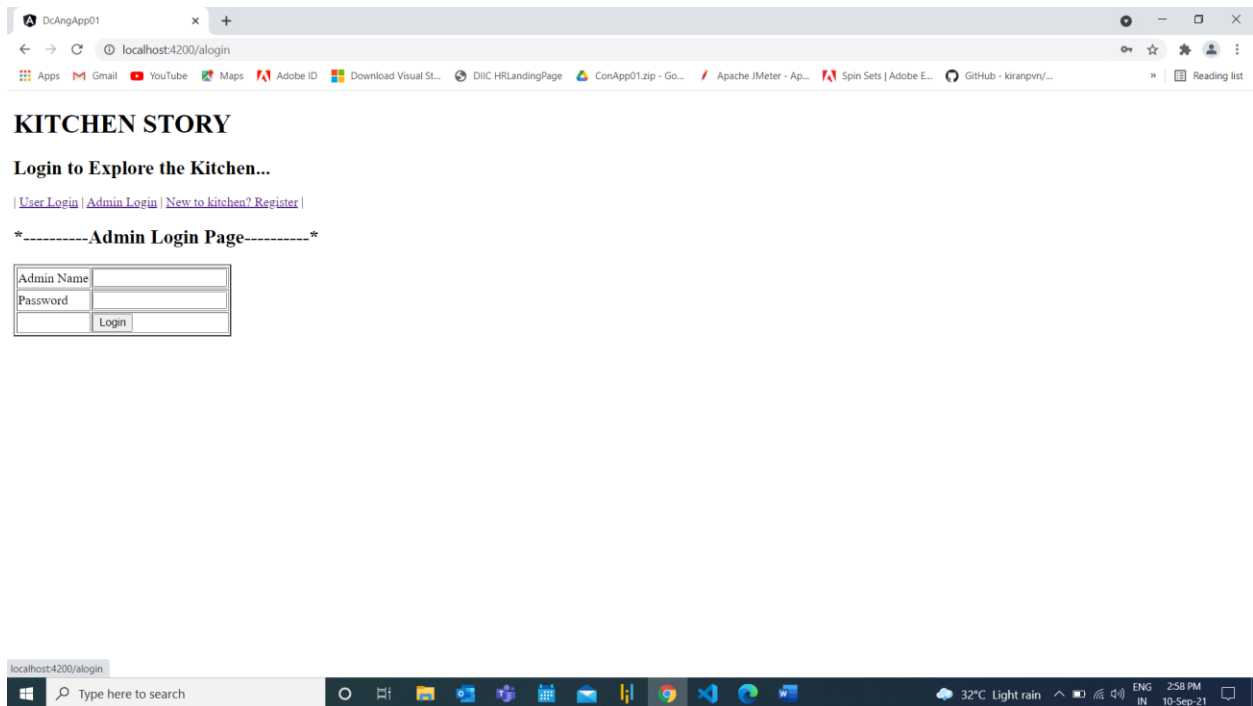 DcAngApp01
localhost:4200/alogin
Apps Gmail YouTube Maps Adobe ID Download Visual St... DIIC HRLandingPage ConApp01.zip - Go... Apache JMeter - Ap... Spin Sets | Adobe E... GitHub - kiranpvn/... » Reading list
KITCHEN STORY
Login to Explore the Kitchen...
| User Login | Admin Login | New to kitchen? Register |
*----------Admin Login Page----------*
Admin Name
Password
Login
localhost:4200/alogin
Type here to search
32°C Light rain
ENG
IN
2:58 PM
10-Sep-21